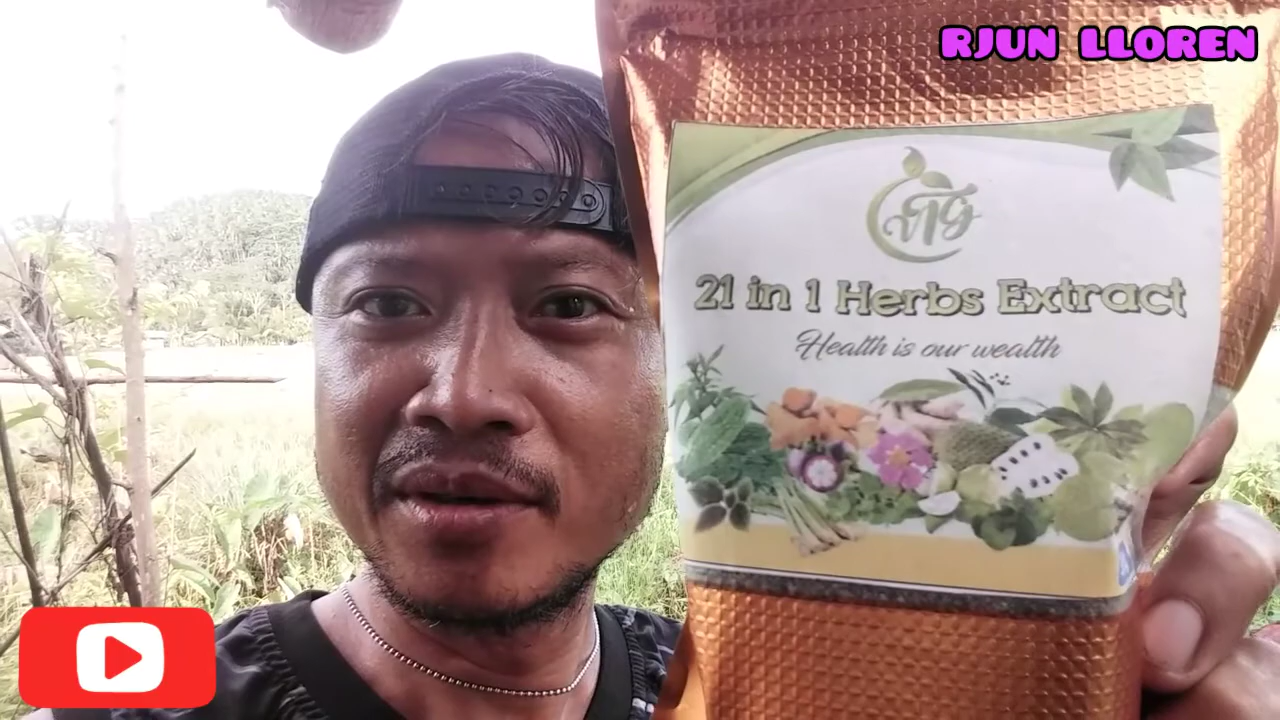 RJUN LLOREN
VTG
21 in 1 Herbs Extract
Health is our wealth